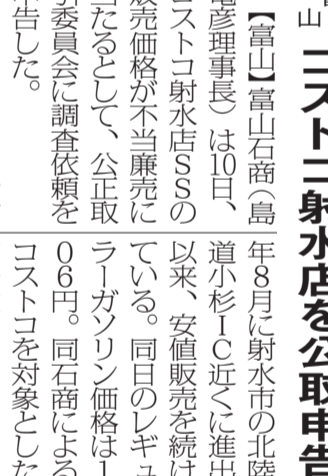 山
コストコ射水店を公取申告
【富山】富山石商(島
彦理事長)は10日、
コストコ射水店SSの
販売価格が不当廉売に
当たるとして、公正取
引委員会に調査依頼を
申告した。
年8月に射水市の北陸
道小杉IC近くに進出
以来、安値販売を続け
ている。同日のレギュ
ラーガソリン価格は1
06円。同石商による
コストコを対象とした